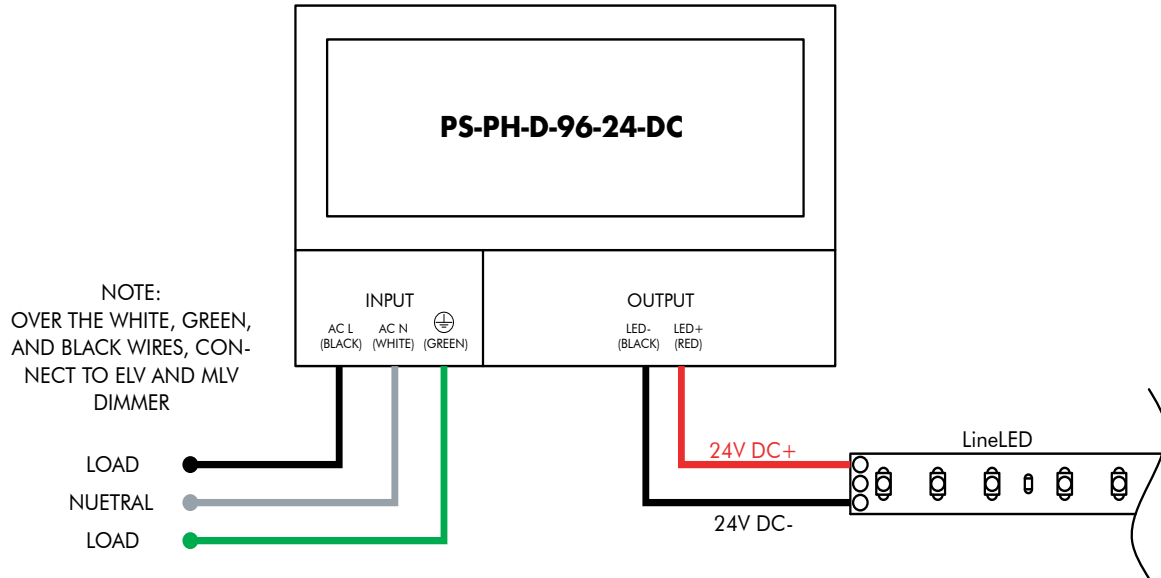 PS-PH-D-96-24-DC
INPUT
OUTPUT
AC L
(BLACK)
AC N
(WHITE)
(GREEN)
LED-
(BLACK)
LED+
(RED)
NOTE:
OVER THE WHITE, GREEN,
AND BLACK WIRES, CON-
NECT TO ELV AND MLV
DIMMER
LOAD
NUETRAL
LOAD
24V DC+
24V DC-
LineLED